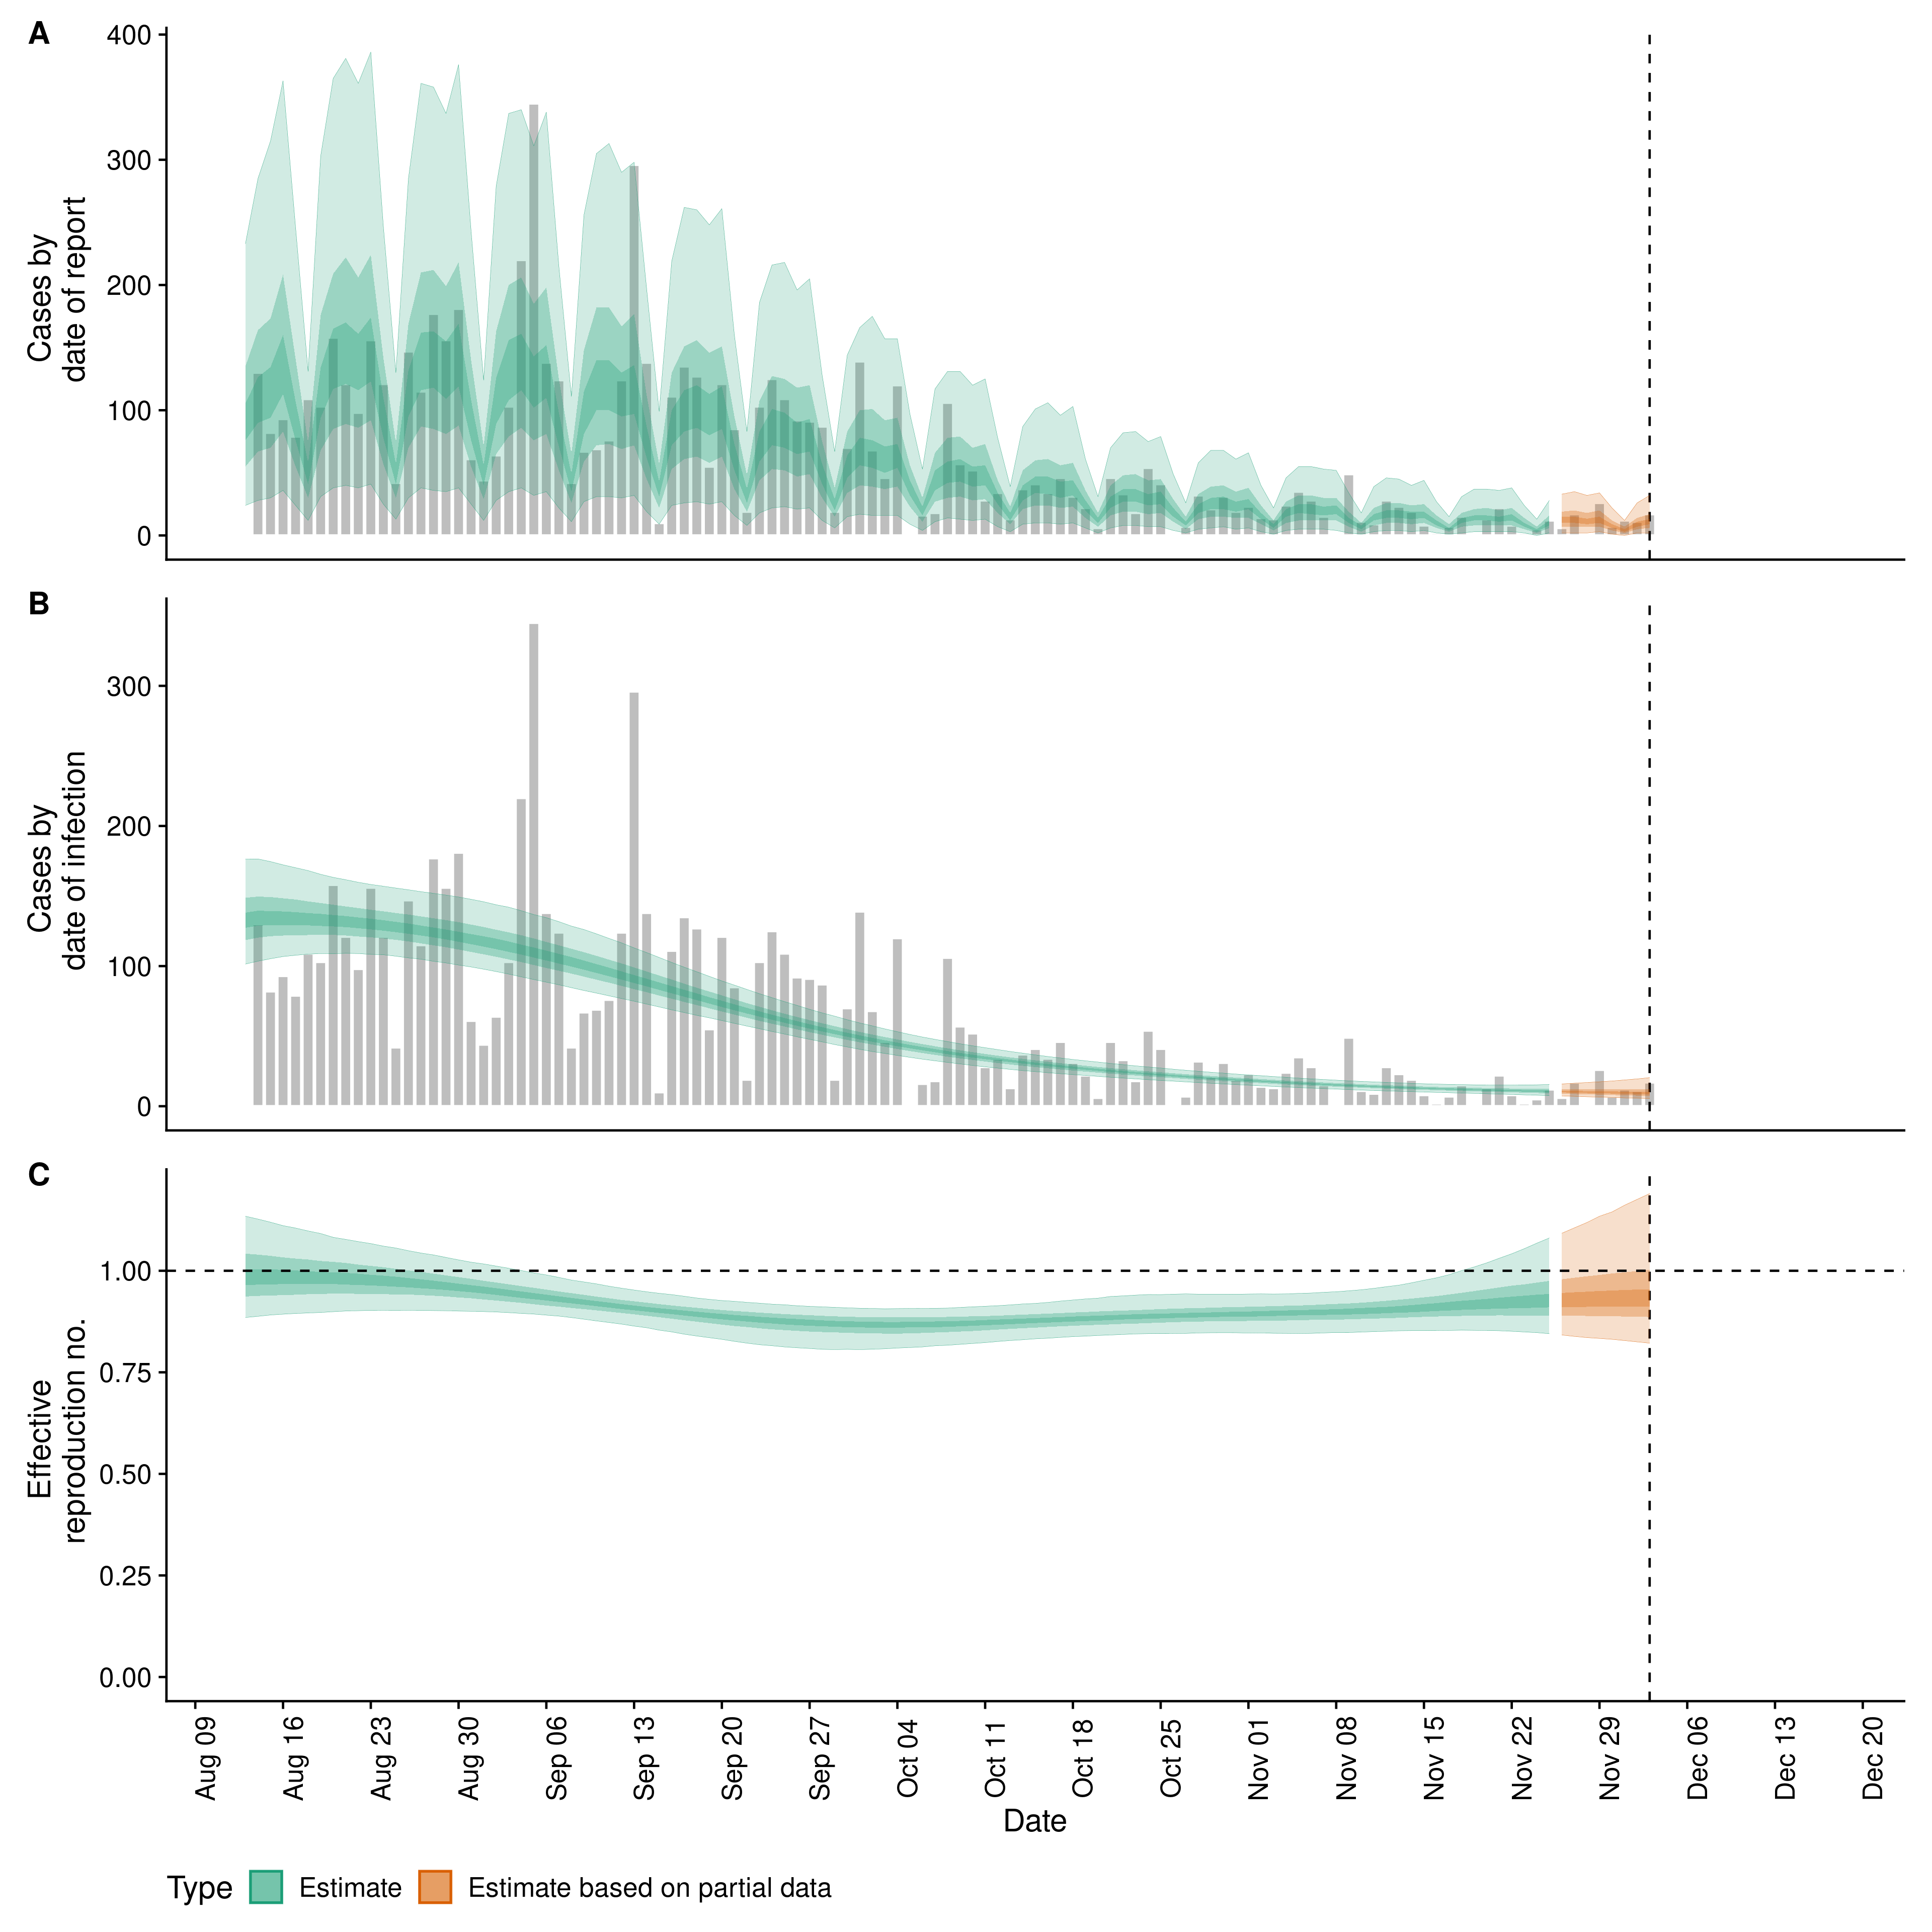 A
Cases by
date of report
400
300
200
100
0
B
Cases by
date of infection
300
200
100
0
C
Effective
reproduction no.
1.00
0.75
0.50
0.25
0.00
Aug 09
Aug 16
Aug 23
Aug 30
Sep 06
Sep 13
Sep 20
Sep 27
Oct 04
Oct 11
Oct 18
Oct 25
Nov 01
Nov 08
Nov 15
Nov 22
Nov 29
Dec 06
Dec 13
Dec 20
Date
Type Estimate Estimate based on partial data